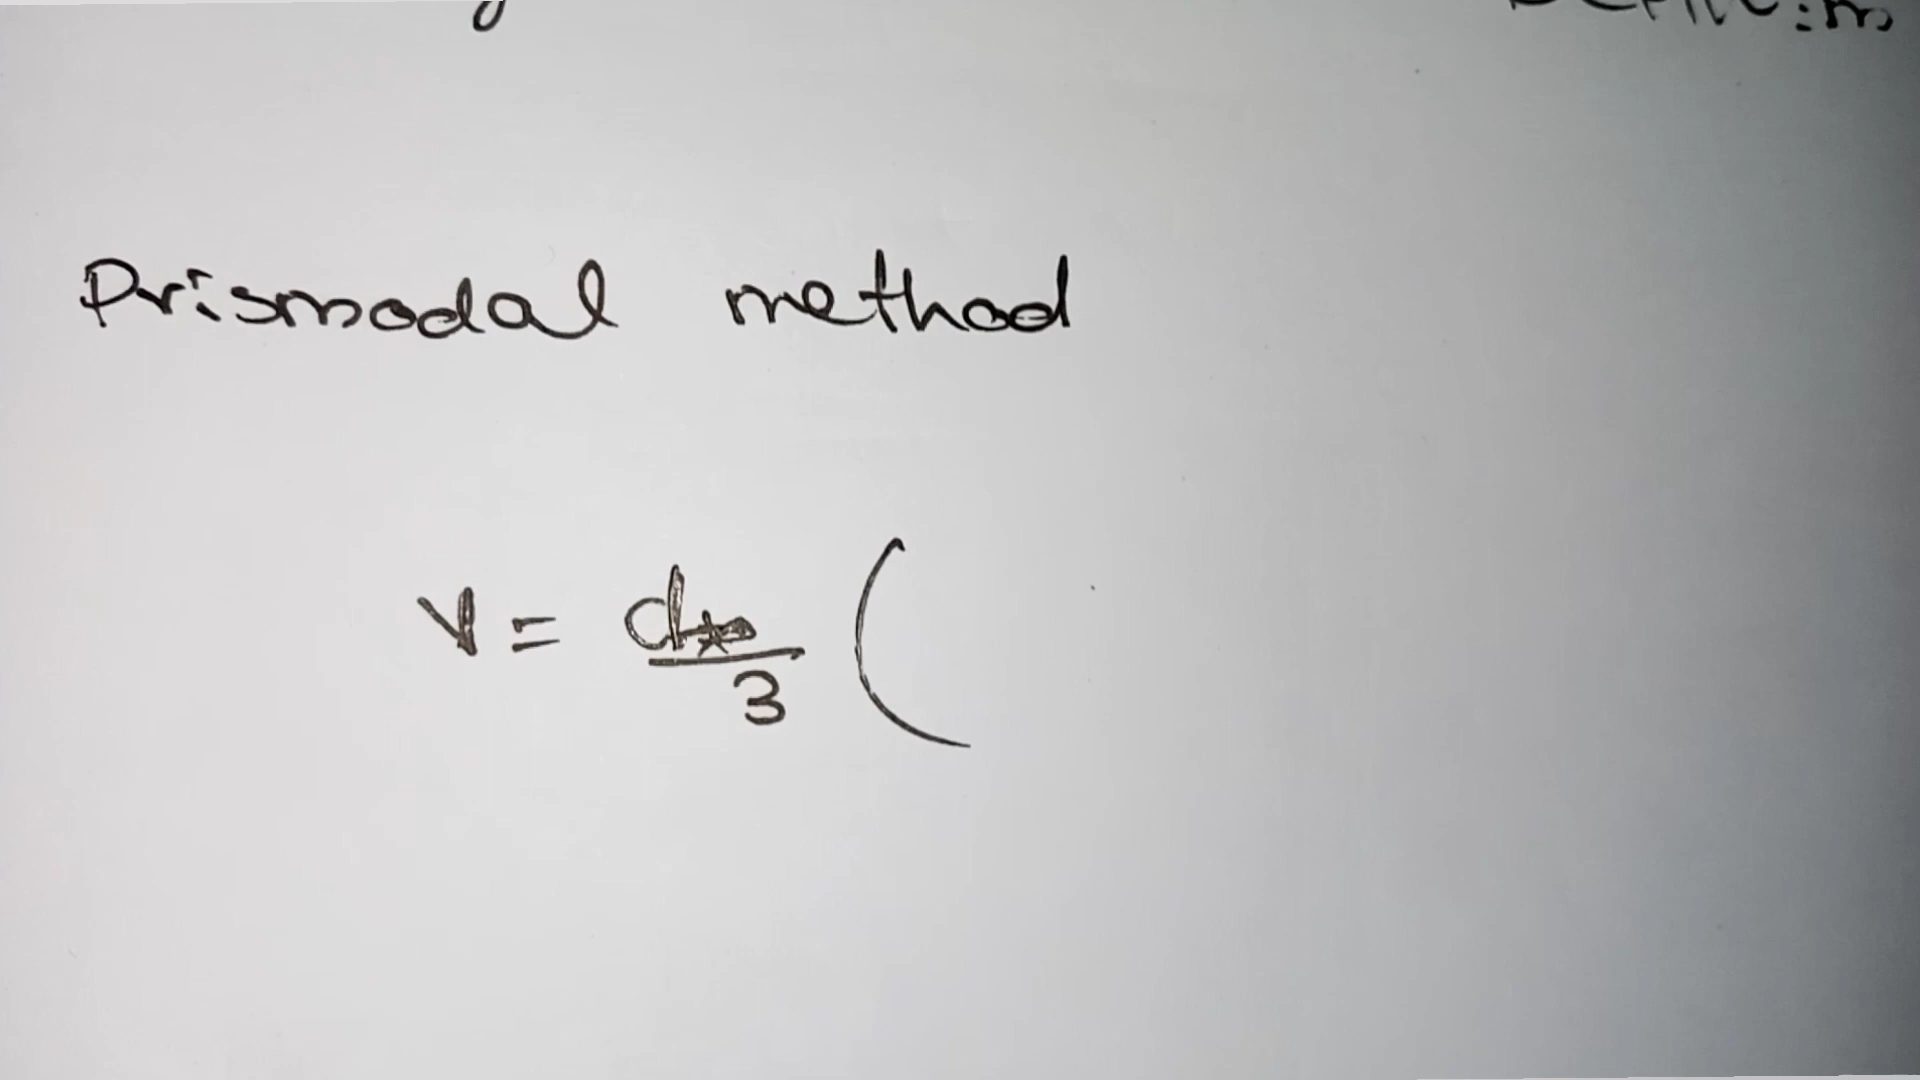 Prismodal method
V = d/3 (